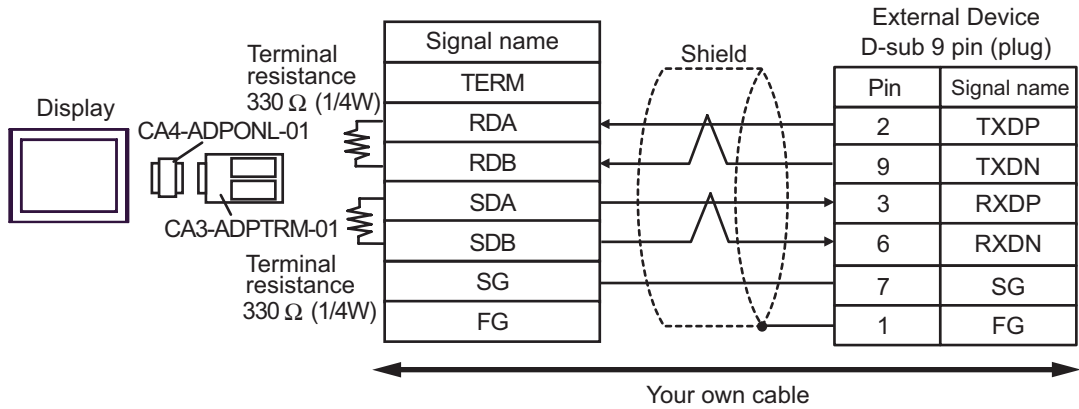 External Device
D-sub 9 pin (plug)
Display
CA4-ADPONL-01
CA3-ADPTRM-01
Terminal
resistance
330 Ω (1/4W)
Terminal
resistance
330 Ω (1/4W)
Signal name
TERM
RDA
RDB
SDA
SDB
SG
FG
Shield
Pin Signal name
2 TXDP
9 TXDN
3 RXDP
6 RXDN
7 SG
1 FG
Your own cable